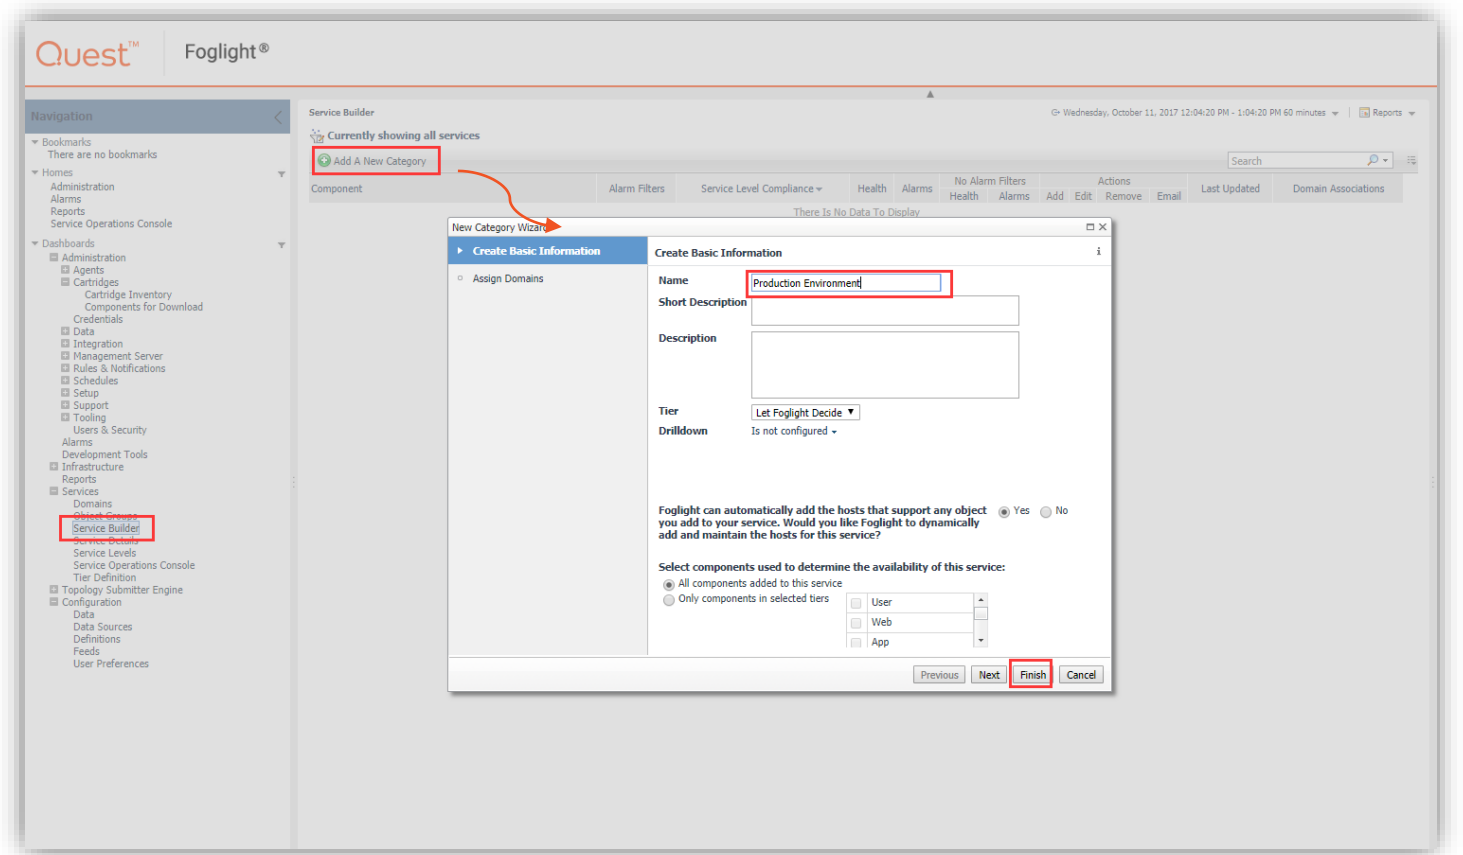 Quest™ Foglight®
Navigation
Bookmarks
There are no bookmarks
Homes
Administration
Alarms
Reports
Service Operations Console
Dashboards
Administration
Agents
Cartridges
Cartridge Inventory
Components for Download
Credentials
Data
Integration
Management Server
Rules & Notifications
Schedules
Setup
Support
Tooling
Users & Security
Alarms
Development Tools
Infrastructure
Reports
Services
Domains
Object Groups
Service Builder
Service Details
Service Levels
Service Operations Console
Tier Definition
Topology Submitter Engine
Configuration
Data
Data Sources
Definitions
Feeds
User Preferences
Service Builder
Wednesday, October 11, 2017 12:04:20 PM - 1:04:20 PM 60 minutes
Reports
Currently showing all services
Add A New Category
Search
Component Alarm Filters Service Level Compliance Health Alarms No Alarm Filters Health Alarms Actions Add Edit Remove Email Last Updated Domain Associations
There Is No Data To Display
New Category Wizard
Create Basic Information
Assign Domains
Create Basic Information
i
Name Production Environment
Short Description
Description
Tier Let Foglight Decide
Drilldown Is not configured
Foglight can automatically add the hosts that support any object Yes No
you add to your service. Would you like Foglight to dynamically
add and maintain the hosts for this service?
Select components used to determine the availability of this service:
All components added to this service
Only components in selected tiers
User
Web
App
Previous Next Finish Cancel